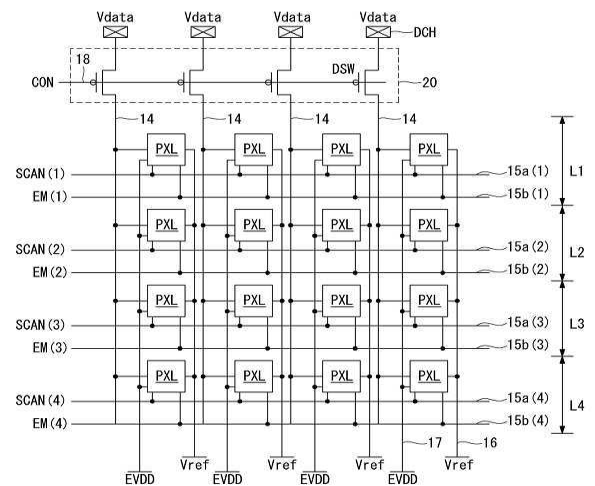 Vdata Vdata Vdata Vdata
DCH
18 DSW
CON 20
14 14 14 14
PXL PXL PXL PXL
SCAN(1) 15a(1) L1
EM(1) 15b(1)
PXL PXL PXL PXL
SCAN(2) 15a(2) L2
EM(2) 15b(2)
PXL PXL PXL PXL
SCAN(3) 15a(3) L3
EM(3) 15b(3)
PXL PXL PXL PXL
SCAN(4) 15a(4) L4
EM(4) 15b(4)
17 16
Vref Vref Vref Vref
EVDD EVDD EVDD EVDD